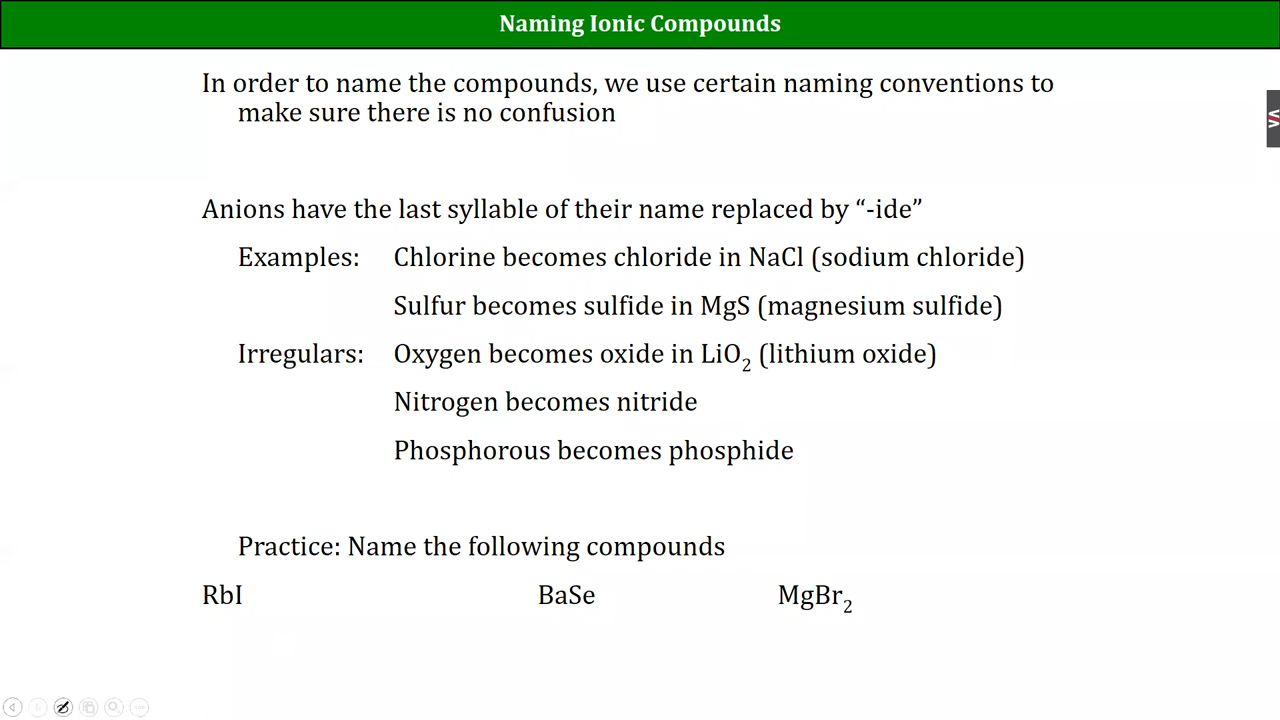 Naming Ionic Compounds
In order to name the compounds, we use certain naming conventions to
make sure there is no confusion
Anions have the last syllable of their name replaced by “-ide”
Examples: Chlorine becomes chloride in NaCl (sodium chloride)
Sulfur becomes sulfide in MgS (magnesium sulfide)
Irregulars: Oxygen becomes oxide in LiO₂ (lithium oxide)
Nitrogen becomes nitride
Phosphorous becomes phosphide
Practice: Name the following compounds
RbI BaSe MgBr₂